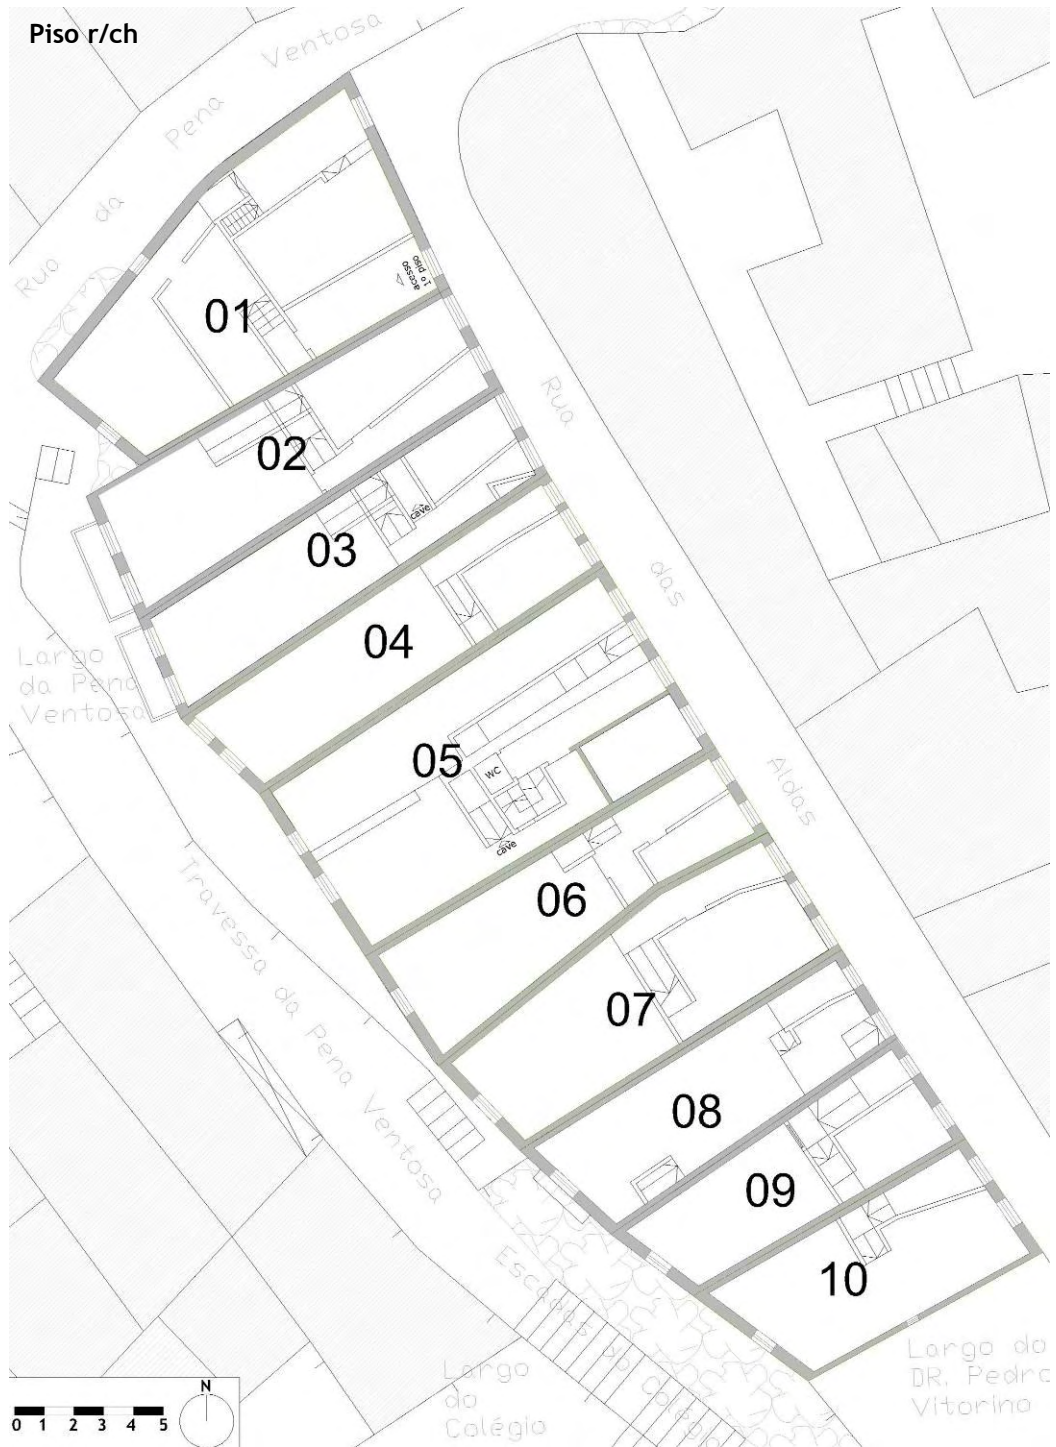 Piso r/ch
Rua da Pena Ventosa
01
acesso
1o piso
02
03
cave
Rua das Aldas
04
Largo
da Pena
Ventosa
05
WC
cave
06
Travessa da Pena Ventosa
07
08
09
10
Escadas do Colégio
Largo
do
Colégio
Largo do
DR. Pedro
Vitorino
N
0 1 2 3 4 5